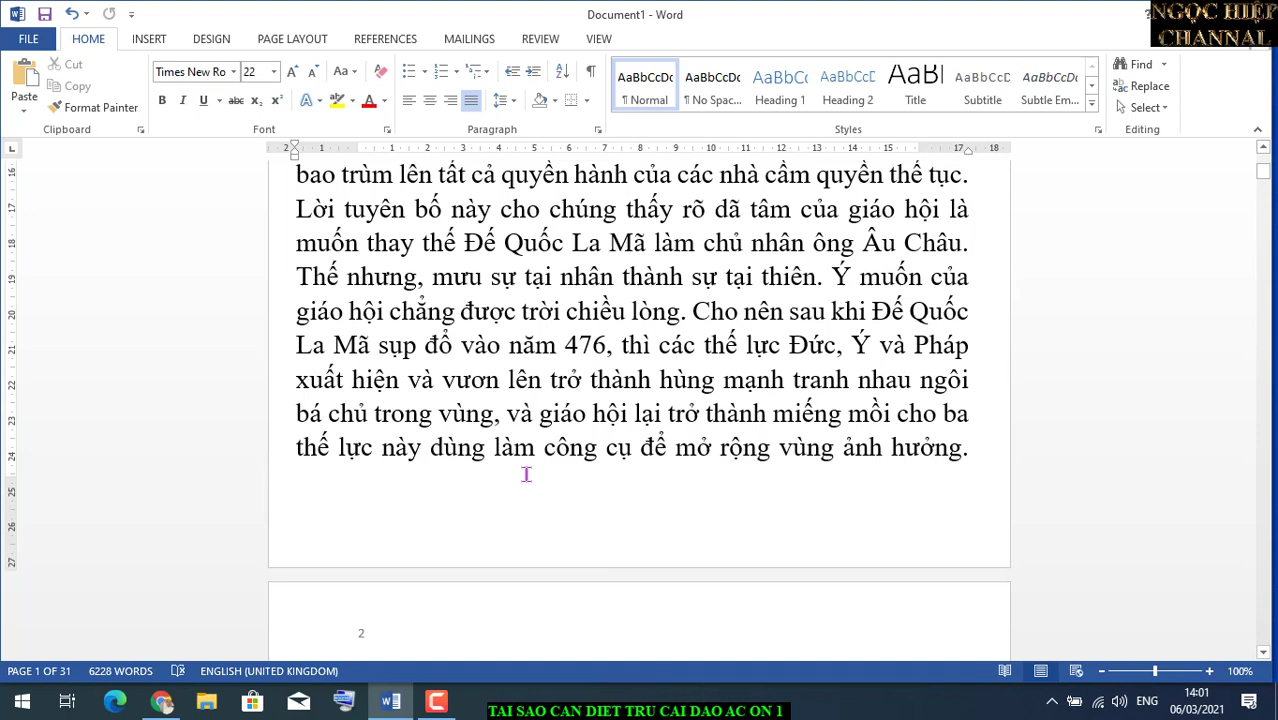 Document1 - Word
NGỌC HIỆP
CHANNAL
FILE HOME INSERT DESIGN PAGE LAYOUT REFERENCES MAILINGS REVIEW VIEW
Cut
Copy
Format Painter
Paste
Times New Ro 22
AaBbCcDc AaBbCcDc AaBbCc AaBbCcC AaBl AaBbCcD AaBbCcDc
¶ Normal ¶ No Spac... Heading 1 Heading 2 Title Subtitle Subtle Em...
Find
Replace
Select
Clipboard Font Paragraph Styles Editing
bao trùm lên tất cả quyền hành của các nhà cầm quyền thế tục.
Lời tuyên bố này cho chúng thấy rõ dã tâm của giáo hội là
muốn thay thế Đế Quốc La Mã làm chủ nhân ông Âu Châu.
Thế nhưng, mưu sự tại nhân thành sự tại thiên. Ý muốn của
giáo hội chẳng được trời chiều lòng. Cho nên sau khi Đế Quốc
La Mã sụp đổ vào năm 476, thì các thế lực Đức, Ý và Pháp
xuất hiện và vươn lên trở thành hùng mạnh tranh nhau ngôi
bá chủ trong vùng, và giáo hội lại trở thành miếng mồi cho ba
thế lực này dùng làm công cụ để mở rộng vùng ảnh hưởng.
2
PAGE 1 OF 31 6228 WORDS ENGLISH (UNITED KINGDOM) 100%
ENG
14:01
06/03/2021
TAI SAO CAN DIET TRU CAI DAO AC ON 1